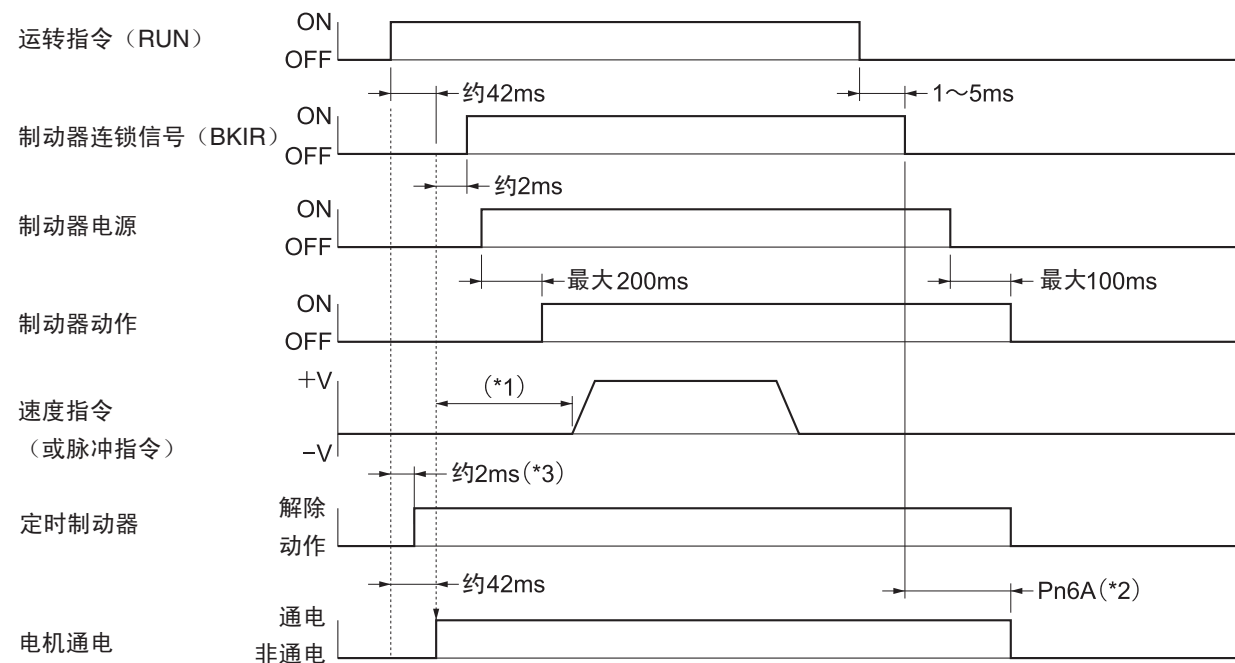 运转指令（RUN）
ON
OFF
约42ms
1～5ms
制动器连锁信号（BKIR）
ON
OFF
约2ms
制动器电源
ON
OFF
最大200ms
最大100ms
制动器动作
ON
OFF
+V
(*1)
速度指令
（或脉冲指令）
-V
约2ms(*3)
定时制动器
解除
动作
约42ms
Pn6A(*2)
电机通电
通电
非通电